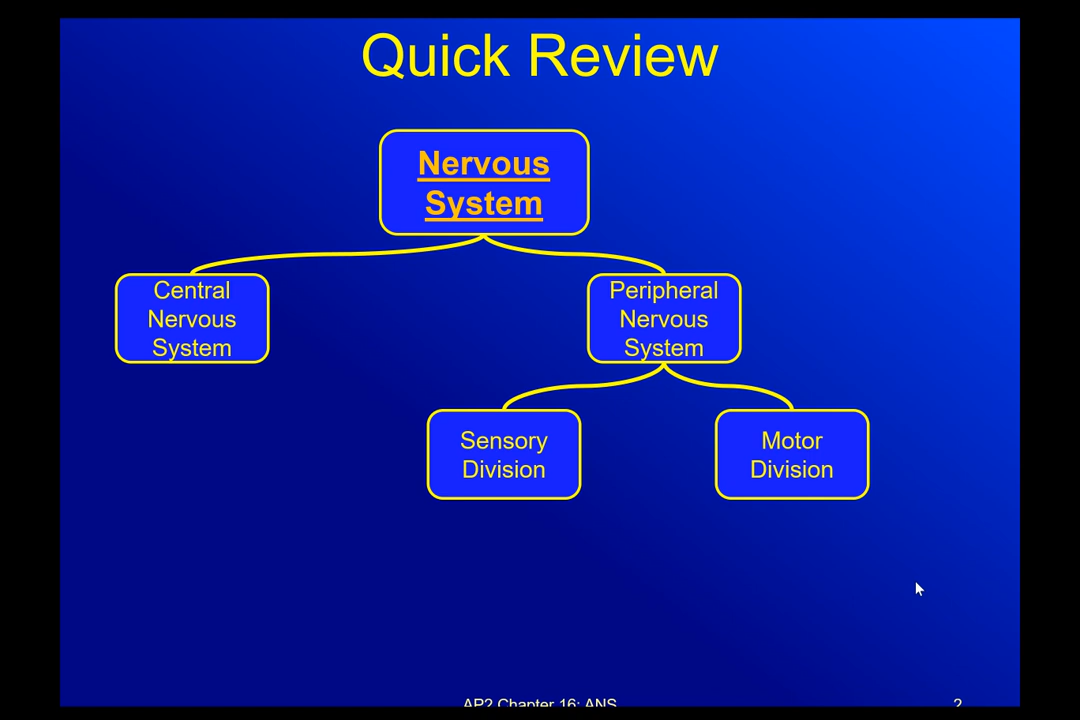 Quick Review
Nervous
System
Central
Nervous
System
Peripheral
Nervous
System
Sensory
Division
Motor
Division
AP2 Chapter 16: ANS
2